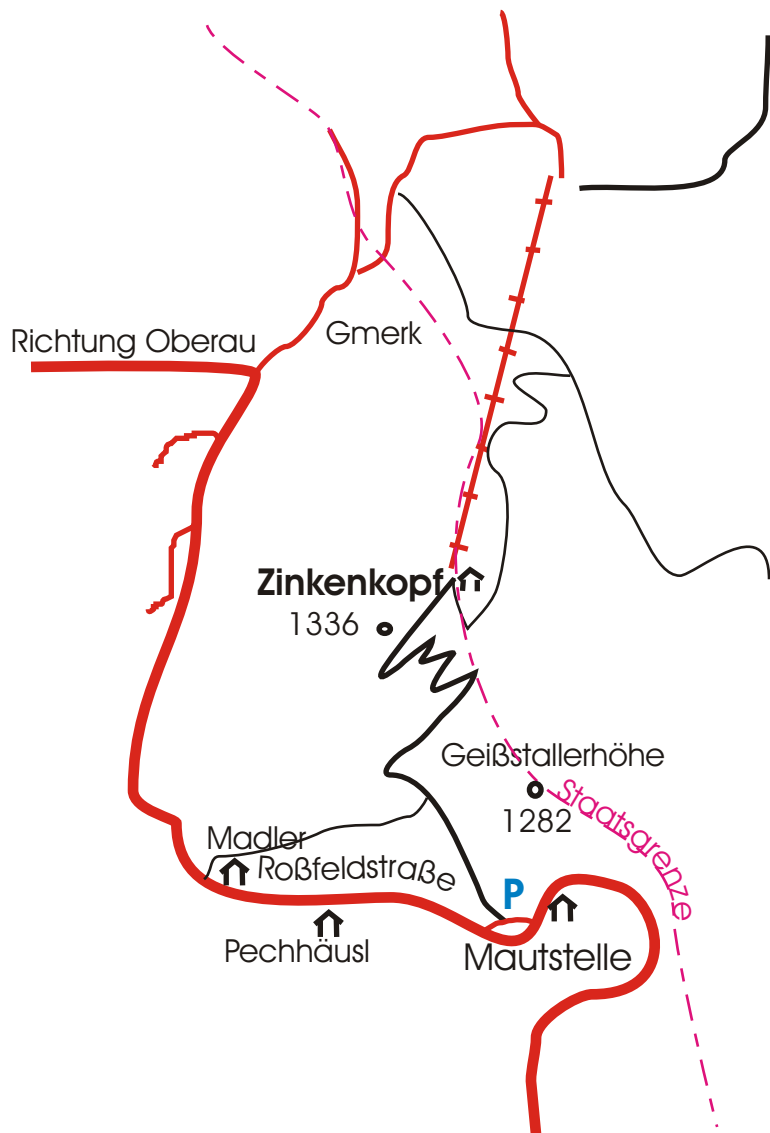 Gmerk
Richtung Oberau
Zinkenkopf
1336
Geißstallerhöhe
1282
Staatsgrenze
Madler
Roßfeldstraße
P
Pechhäusl
Mautstelle